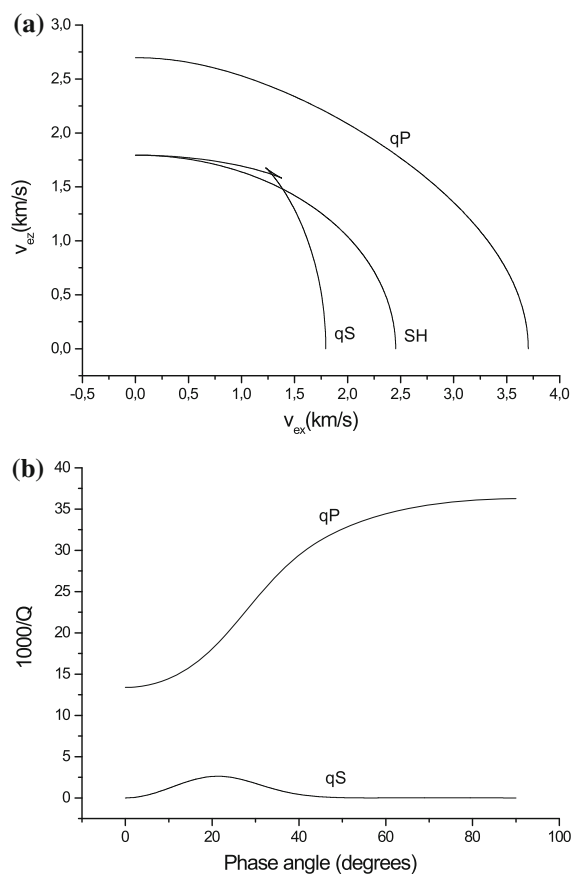 (a)
3,0
2,5
2,0
1,5
1,0
0,5
0,0
v_ez(km/s)
qP
qS
SH
-0,5 0,0 0,5 1,0 1,5 2,0 2,5 3,0 3,5 4,0
v_ex(km/s)
(b)
40
35
30
25
20
15
10
5
0
1000/Q
qP
qS
0 20 40 60 80 100
Phase angle (degrees)